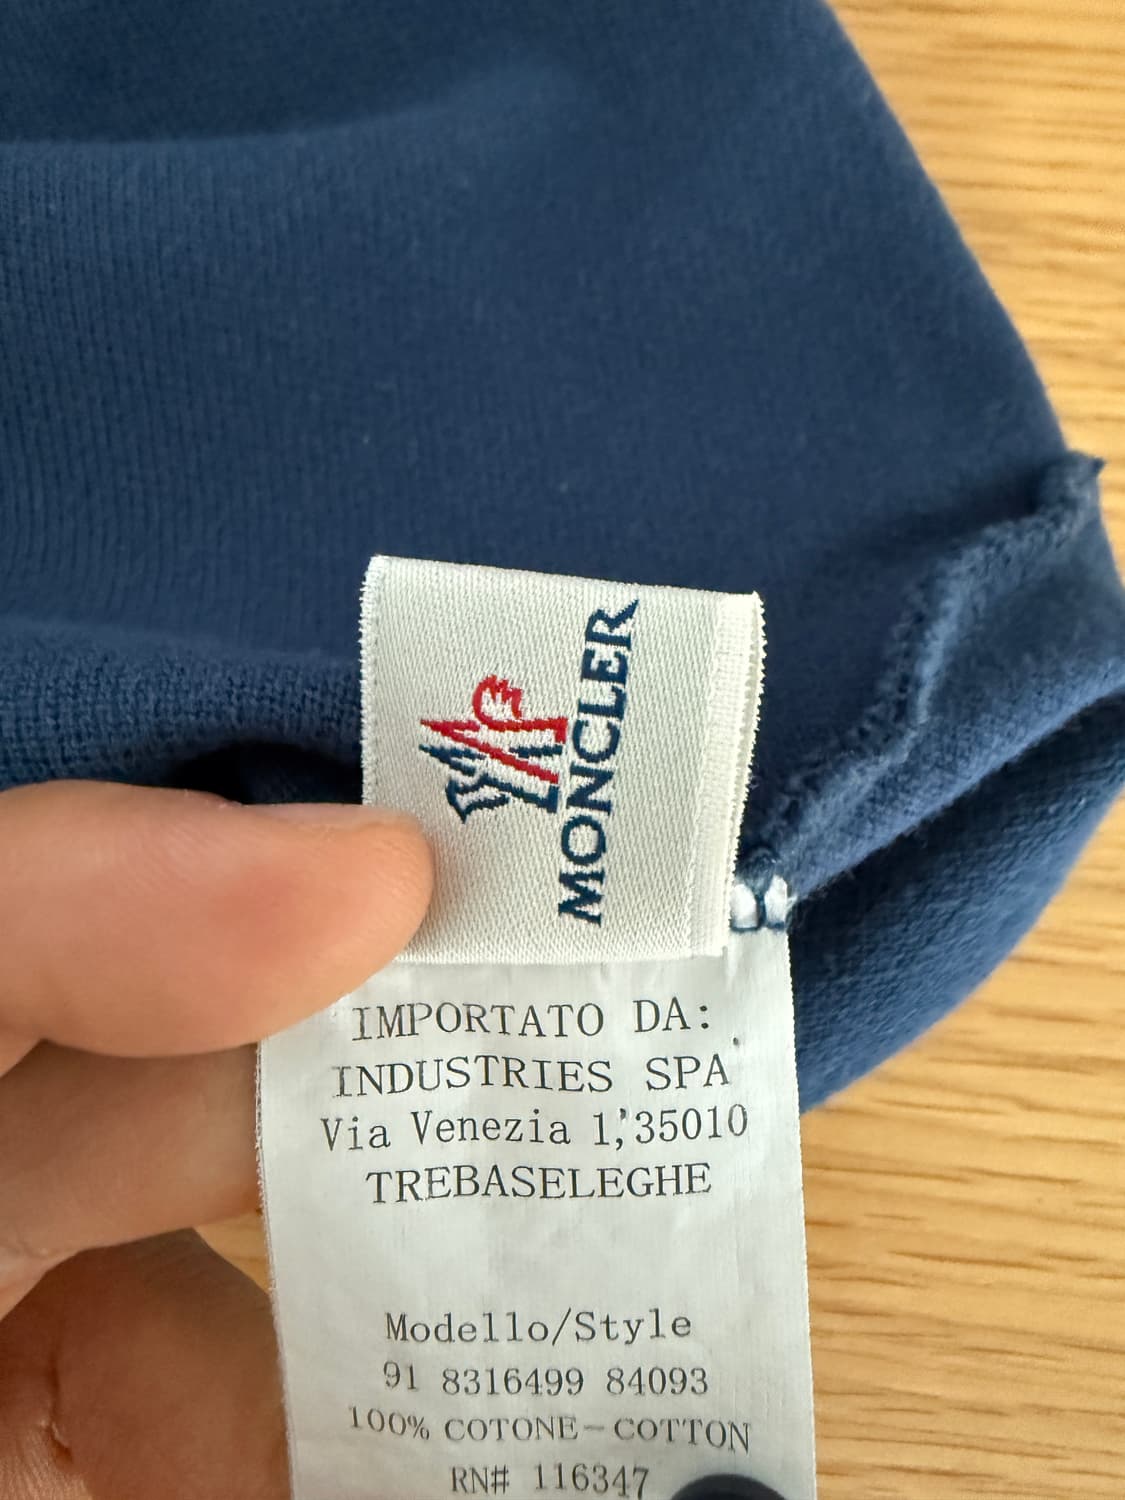 MONCLER
IMPORTATO DA:
INDUSTRIES SPA
Via Venezia 1,35010
TREBASELEGHE
Modello/Style
91 8316499 84093
100% COTONE-COTTON
RN# 116347